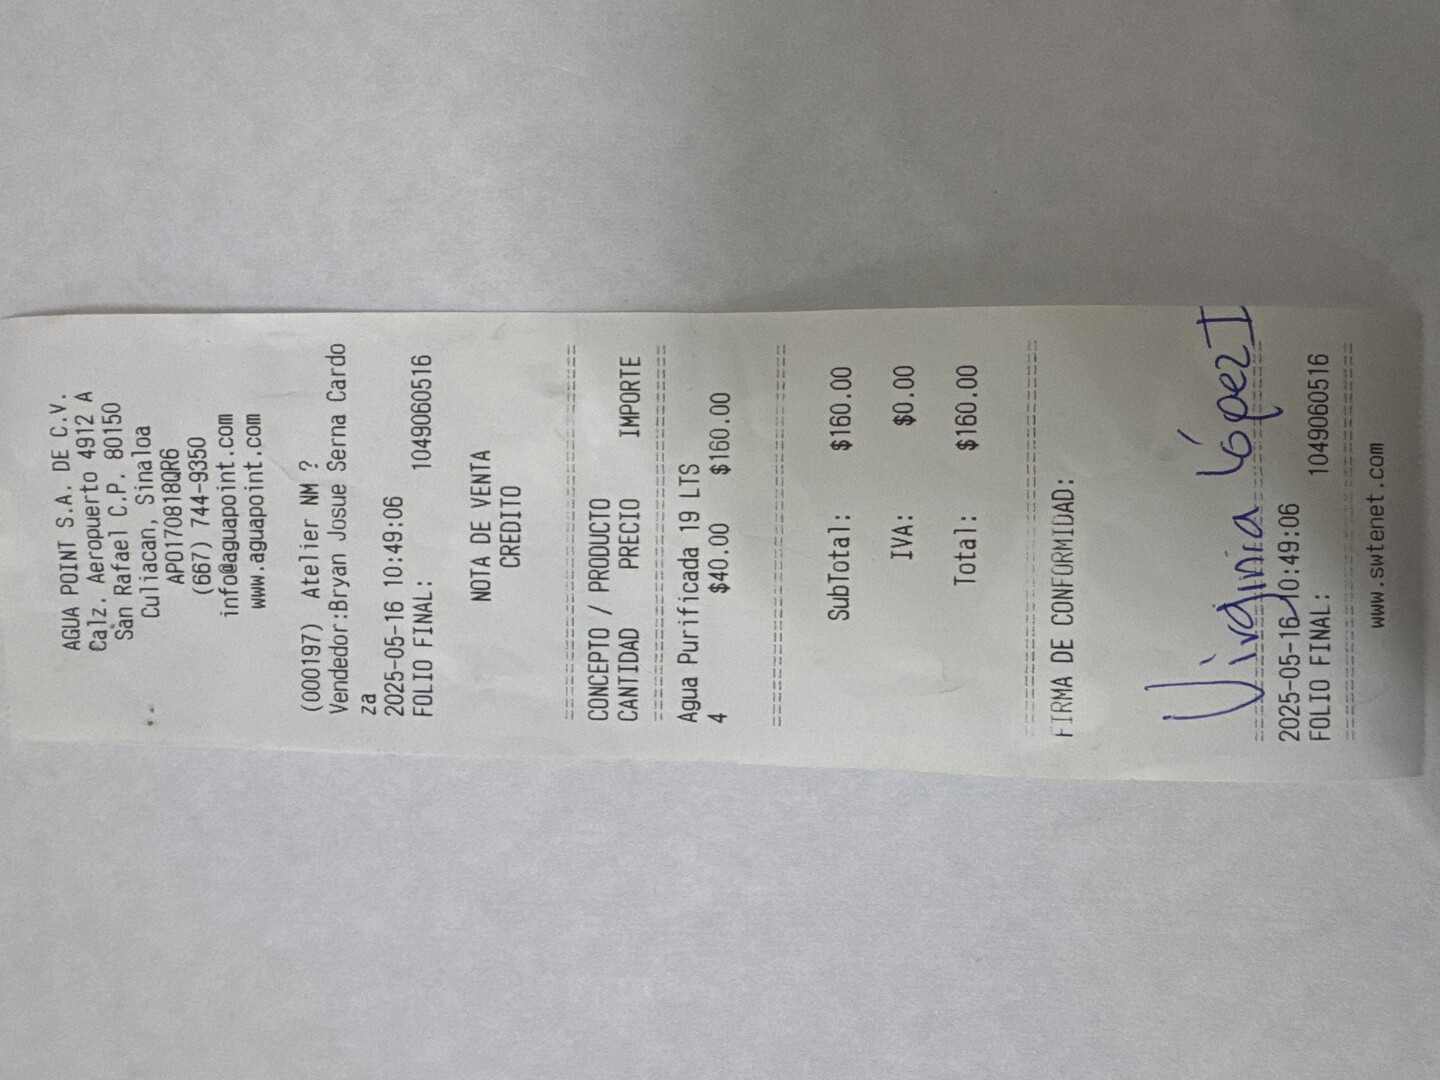 AGUA POINT S.A. DE C.V.
Calz. Aeropuerto 4912 A
San Rafael C.P. 80150
Culiacan, Sinaloa
APO170818QR6
(667) 744-9350
info@aguapoint.com
www.aguapoint.com
(000197) Atelier NM ?
Vendedor:Bryan Josue Serna Cardo
za
2025-05-16 10:49:06
FOLIO FINAL: 1049060516
NOTA DE VENTA
CREDITO
CONCEPTO / PRODUCTO
CANTIDAD PRECIO IMPORTE
Agua Purificada 19 LTS
4 $40.00 $160.00
SubTotal: $160.00
IVA: $0.00
Total: $160.00
FIRMA DE CONFORMIDAD:
Virginia López I
2025-05-16 10:49:06
FOLIO FINAL: 1049060516
www.swtenet.com